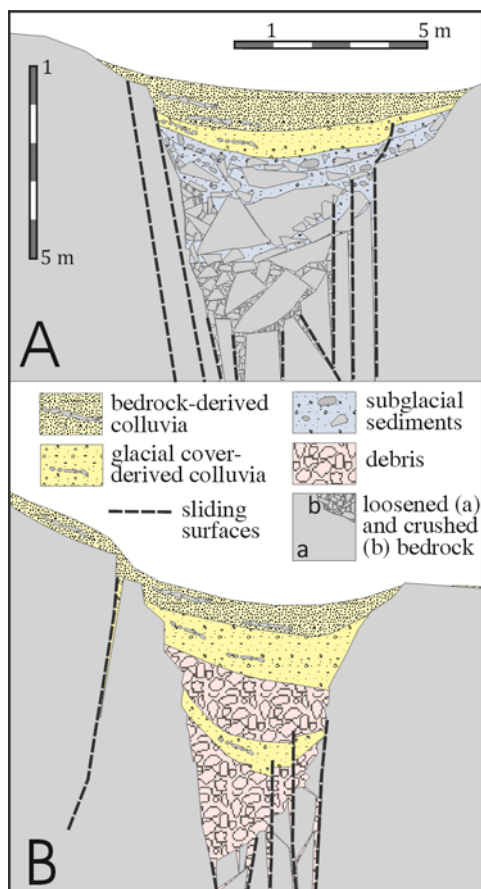 1 5 m
1
5 m
A
bedrock-derived
colluvia
subglacial
sediments
glacial cover-
derived colluvia
debris
sliding
surfaces
b
a
loosened (a)
and crushed
(b) bedrock
B